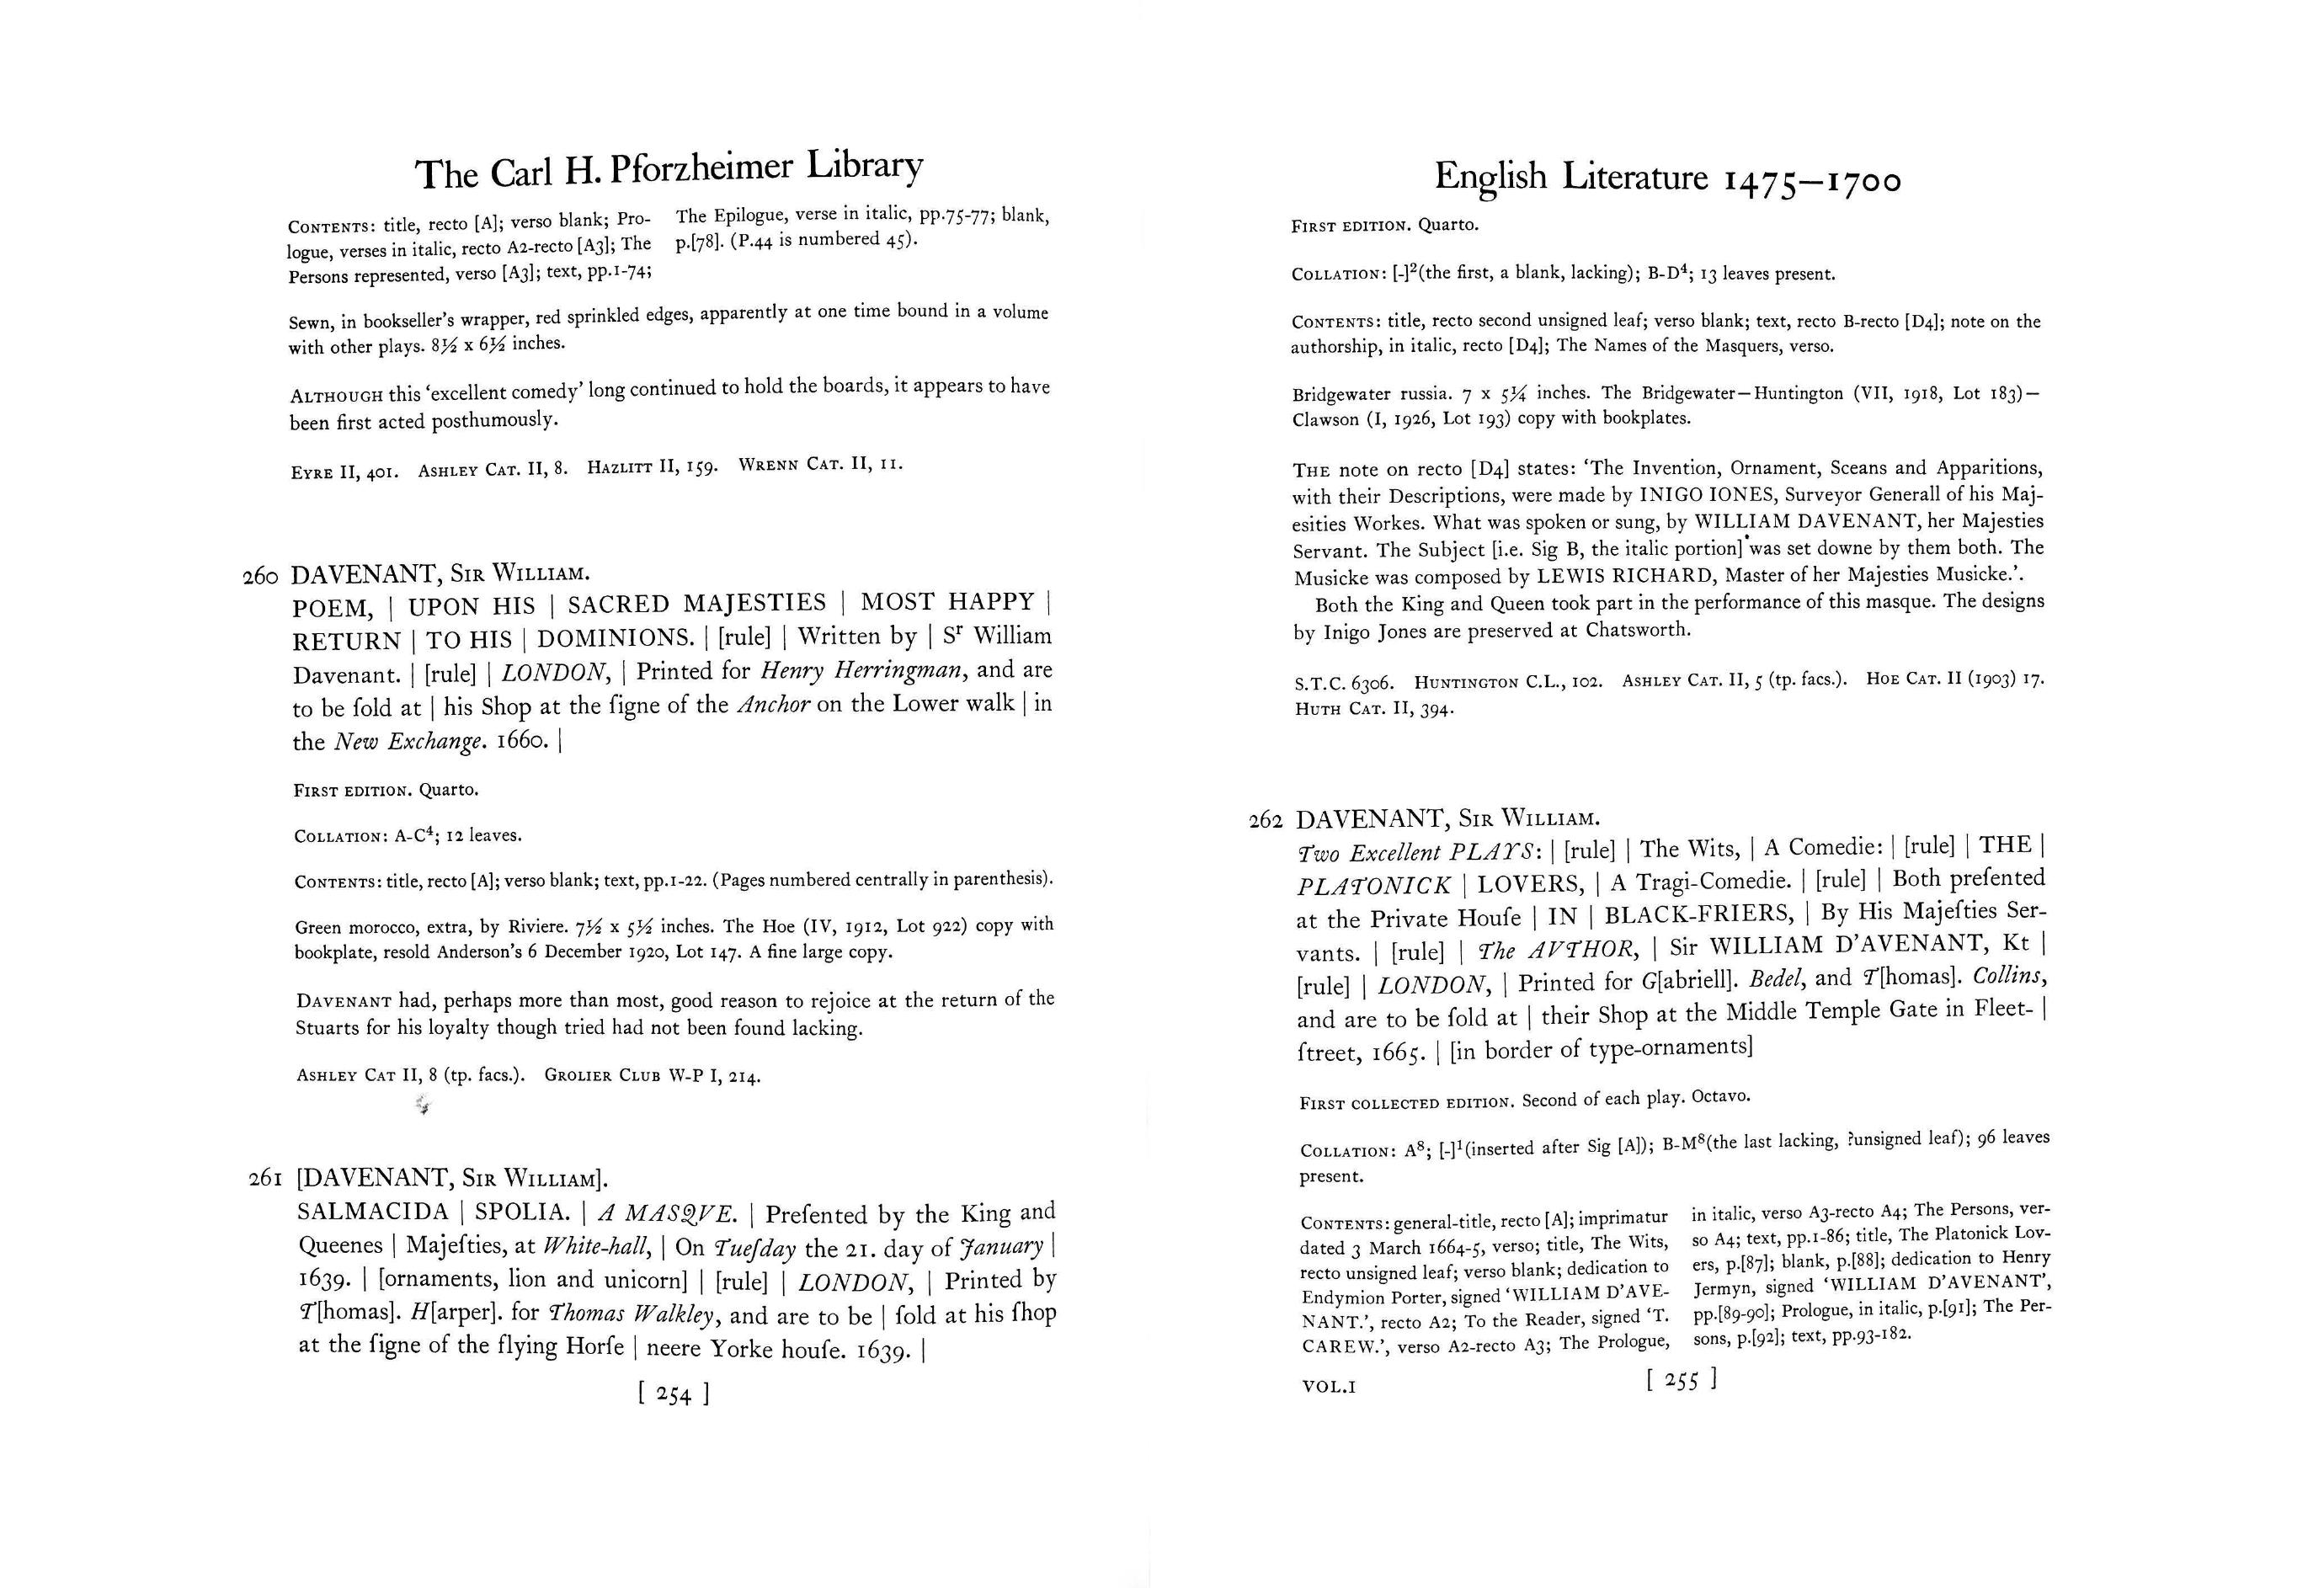 The Carl H. Pforzheimer Library
CONTENTS: title, recto [A]; verso blank; Pro-
logue, verses in italic, recto A2-recto [A3]; The
Persons represented, verso [A3]; text, pp.1-74;
The Epilogue, verse in italic, pp.75-77; blank,
p.[78]. (P.44 is numbered 45).
Sewn, in bookseller's wrapper, red sprinkled edges, apparently at one time bound in a volume
with other plays. 8½ x 6½ inches.
ALTHOUGH this 'excellent comedy' long continued to hold the boards, it appears to have
been first acted posthumously.
EYRE II, 401. ASHLEY CAT. II, 8. HAZLITT II, 159. WRENN CAT. II, 11.
260 DAVENANT, SIR WILLIAM.
POEM, | UPON HIS | SACRED MAJESTIES | MOST HAPPY |
RETURN | TO HIS | DOMINIONS. | [rule] | Written by | Sʳ William
Davenant. | [rule] | LONDON, | Printed for Henry Herringman, and are
to be ſold at | his Shop at the ſigne of the Anchor on the Lower walk | in
the New Exchange. 1660. |
FIRST EDITION. Quarto.
COLLATION: A-C⁴; 12 leaves.
CONTENTS: title, recto [A]; verso blank; text, pp.1-22. (Pages numbered centrally in parenthesis).
Green morocco, extra, by Riviere. 7½ x 5½ inches. The Hoe (IV, 1912, Lot 922) copy with
bookplate, resold Anderson's 6 December 1920, Lot 147. A fine large copy.
DAVENANT had, perhaps more than most, good reason to rejoice at the return of the
Stuarts for his loyalty though tried had not been found lacking.
ASHLEY CAT II, 8 (tp. facs.). GROLIER CLUB W-P I, 214.
261 [DAVENANT, SIR WILLIAM].
SALMACIDA | SPOLIA. | A MASQVE. | Preſented by the King and
Queenes | Majeſties, at White-hall, | On Tueſday the 21. day of January |
1639. | [ornaments, lion and unicorn] | [rule] | LONDON, | Printed by
T[homas]. H[arper]. for Thomas Walkley, and are to be | ſold at his ſhop
at the ſigne of the flying Horſe | neere Yorke houſe. 1639. |
[ 254 ]
English Literature 1475–1700
FIRST EDITION. Quarto.
COLLATION: [-]²(the first, a blank, lacking); B-D⁴; 13 leaves present.
CONTENTS: title, recto second unsigned leaf; verso blank; text, recto B-recto [D4]; note on the
authorship, in italic, recto [D4]; The Names of the Masquers, verso.
Bridgewater russia. 7 x 5¼ inches. The Bridgewater—Huntington (VII, 1918, Lot 183)—
Clawson (I, 1926, Lot 193) copy with bookplates.
THE note on recto [D4] states: 'The Invention, Ornament, Sceans and Apparitions,
with their Descriptions, were made by INIGO IONES, Surveyor Generall of his Maj-
esities Workes. What was spoken or sung, by WILLIAM DAVENANT, her Majesties
Servant. The Subject [i.e. Sig B, the italic portion] was set downe by them both. The
Musicke was composed by LEWIS RICHARD, Master of her Majesties Musicke.'.
Both the King and Queen took part in the performance of this masque. The designs
by Inigo Jones are preserved at Chatsworth.
S.T.C. 6306. HUNTINGTON C.L., 102. ASHLEY CAT. II, 5 (tp. facs.). HOE CAT. II (1903) 17.
HUTH CAT. II, 394.
262 DAVENANT, SIR WILLIAM.
Two Excellent PLAYS: | [rule] | The Wits, | A Comedie: | [rule] | THE |
PLATONICK | LOVERS, | A Tragi-Comedie. | [rule] | Both preſented
at the Private Houſe | IN | BLACK-FRIERS, | By His Majeſties Ser-
vants. | [rule] | The AVTHOR, | Sir WILLIAM D'AVENANT, Kt |
[rule] | LONDON, | Printed for G[abriell]. Bedel, and T[homas]. Collins,
and are to be ſold at | their Shop at the Middle Temple Gate in Fleet- |
ſtreet, 1665. | [in border of type-ornaments]
FIRST COLLECTED EDITION. Second of each play. Octavo.
COLLATION: A⁸; [-]¹(inserted after Sig [A]); B-M⁸(the last lacking, ?unsigned leaf); 96 leaves
present.
CONTENTS: general-title, recto [A]; imprimatur
dated 3 March 1664-5, verso; title, The Wits,
recto unsigned leaf; verso blank; dedication to
Endymion Porter, signed 'WILLIAM D'AVE-
NANT.', recto A2; To the Reader, signed 'T.
CAREW.', verso A2-recto A3; The Prologue,
in italic, verso A3-recto A4; The Persons, ver-
so A4; text, pp.1-86; title, The Platonick Lov-
ers, p.[87]; blank, p.[88]; dedication to Henry
Jermyn, signed 'WILLIAM D'AVENANT',
pp.[89-90]; Prologue, in italic, p.[91]; The Per-
sons, p.[92]; text, pp.93-182.
VOL.I
[ 255 ]